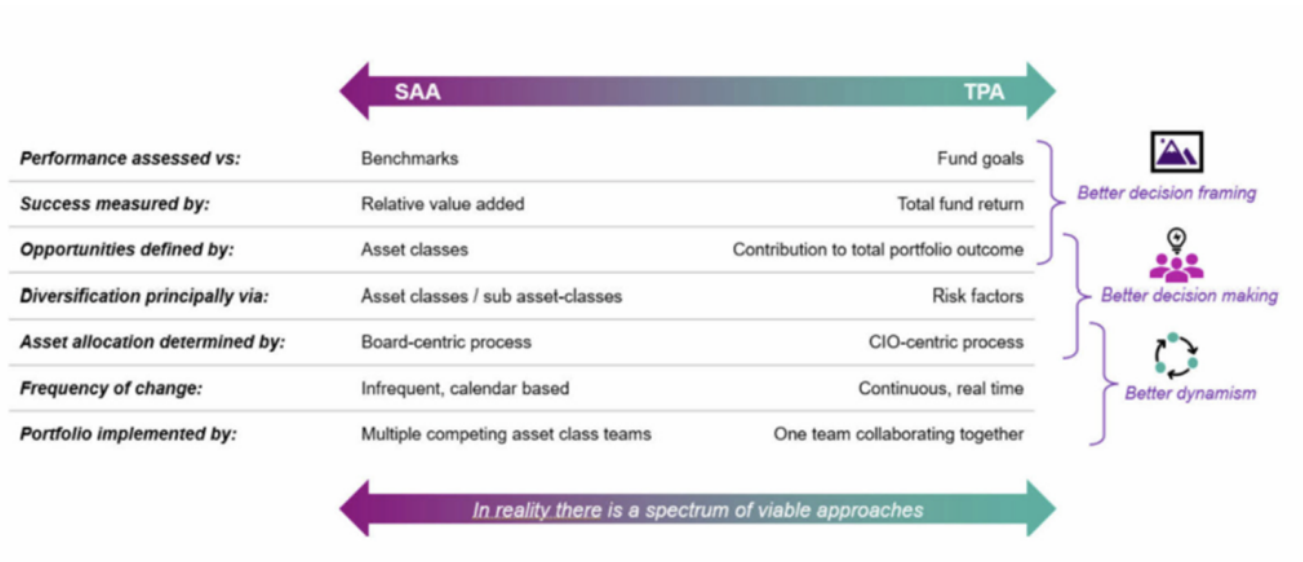 SAA TPA
Performance assessed vs: Benchmarks Fund goals
Better decision framing
Success measured by: Relative value added Total fund return
Opportunities defined by: Asset classes Contribution to total portfolio outcome
Diversification principally via: Asset classes / sub asset-classes Risk factors
Better decision making
Asset allocation determined by: Board-centric process CIO-centric process
Frequency of change: Infrequent, calendar based Continuous, real time
Better dynamism
Portfolio implemented by: Multiple competing asset class teams One team collaborating together
In reality there is a spectrum of viable approaches